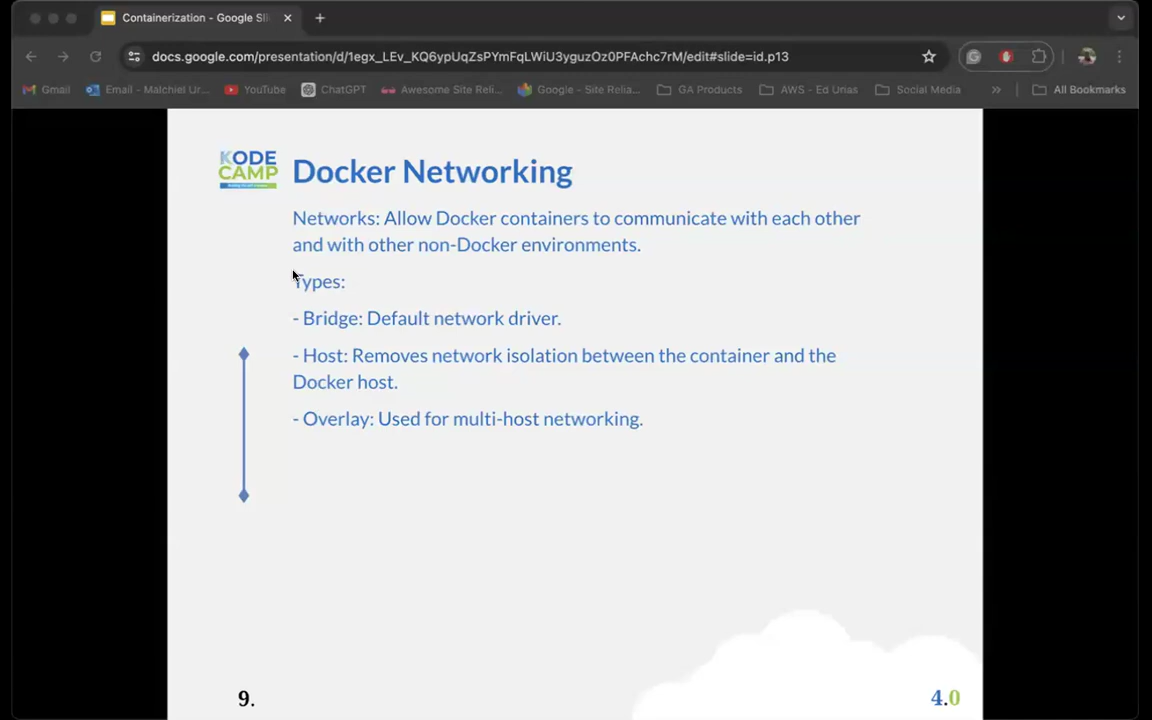 Containerization - Google Sli
docs.google.com/presentation/d/1egx_LEv_KQ6ypUqZsPYmFqLWiU3yguzOz0PFAchc7rM/edit#slide=id.p13
Gmail
Email - Malchiel Ur...
YouTube
ChatGPT
Awesome Site Reli...
Google - Site Relia...
GA Products
AWS - Ed Unas
Social Media
All Bookmarks
KODE
CAMP
Docker Networking
Networks: Allow Docker containers to communicate with each other
and with other non-Docker environments.
Types:
- Bridge: Default network driver.
- Host: Removes network isolation between the container and the
Docker host.
- Overlay: Used for multi-host networking.
9.
4.0